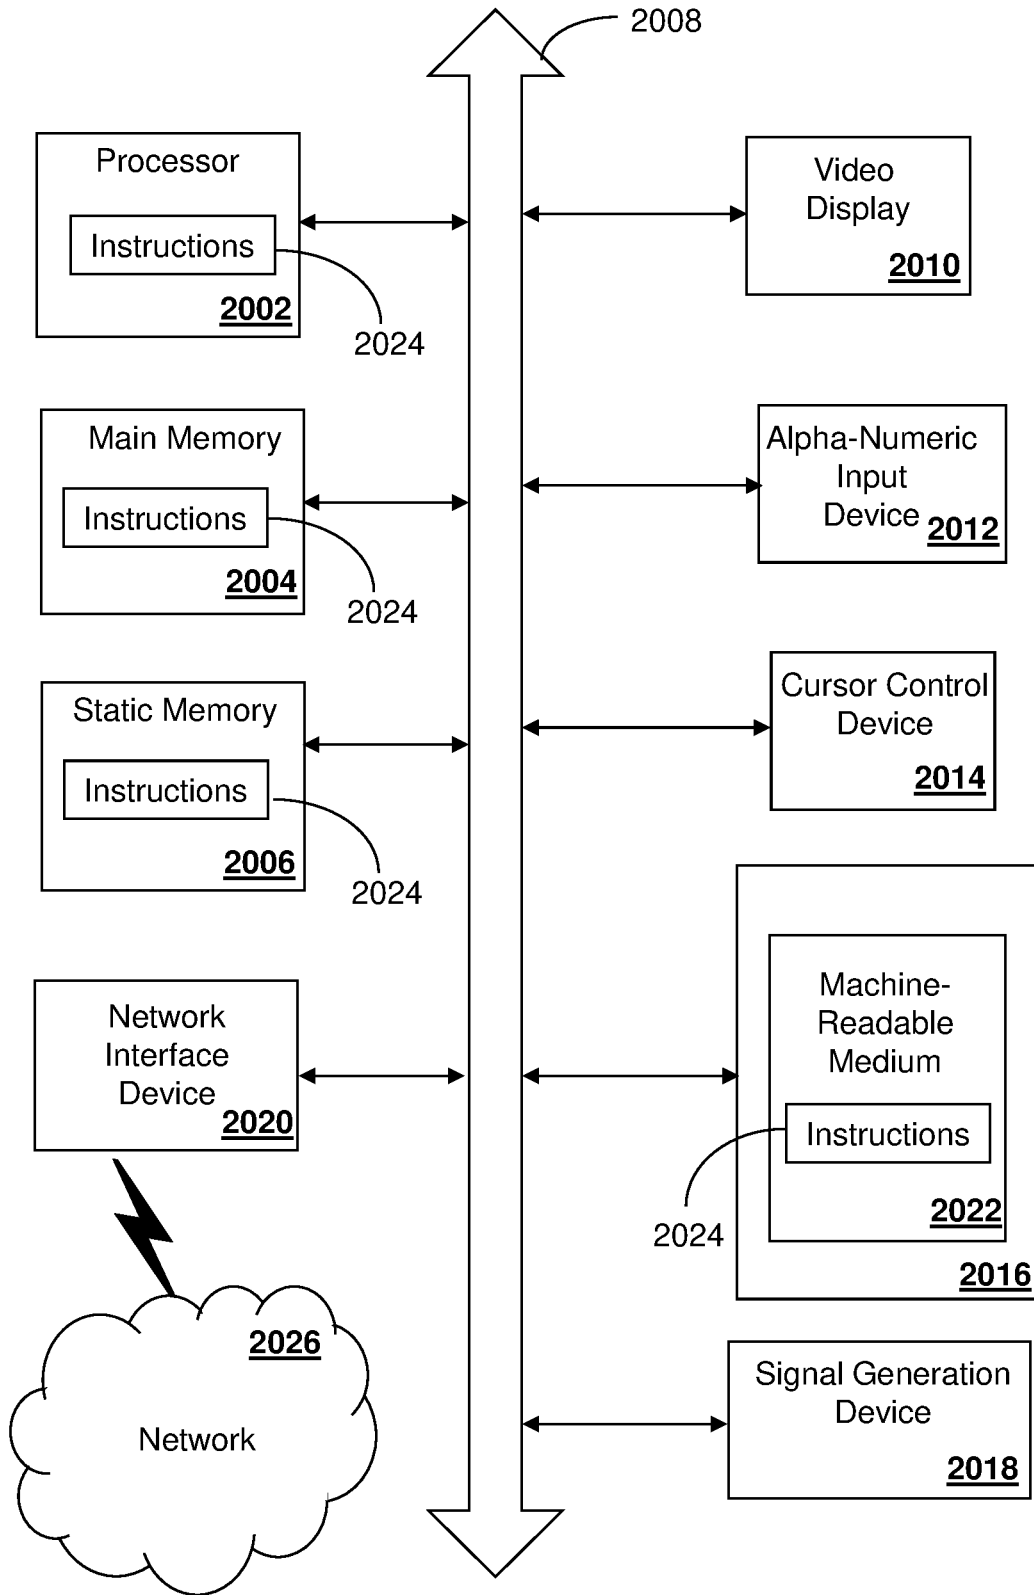 2008
Processor
Instructions
2002
2024
Main Memory
Instructions
2004
2024
Static Memory
Instructions
2006
2024
Network
Interface
Device
2020
2026
Network
Video
Display
2010
Alpha-Numeric
Input
Device
2012
Cursor Control
Device
2014
Machine-
Readable
Medium
Instructions
2024
2022
2016
Signal Generation
Device
2018